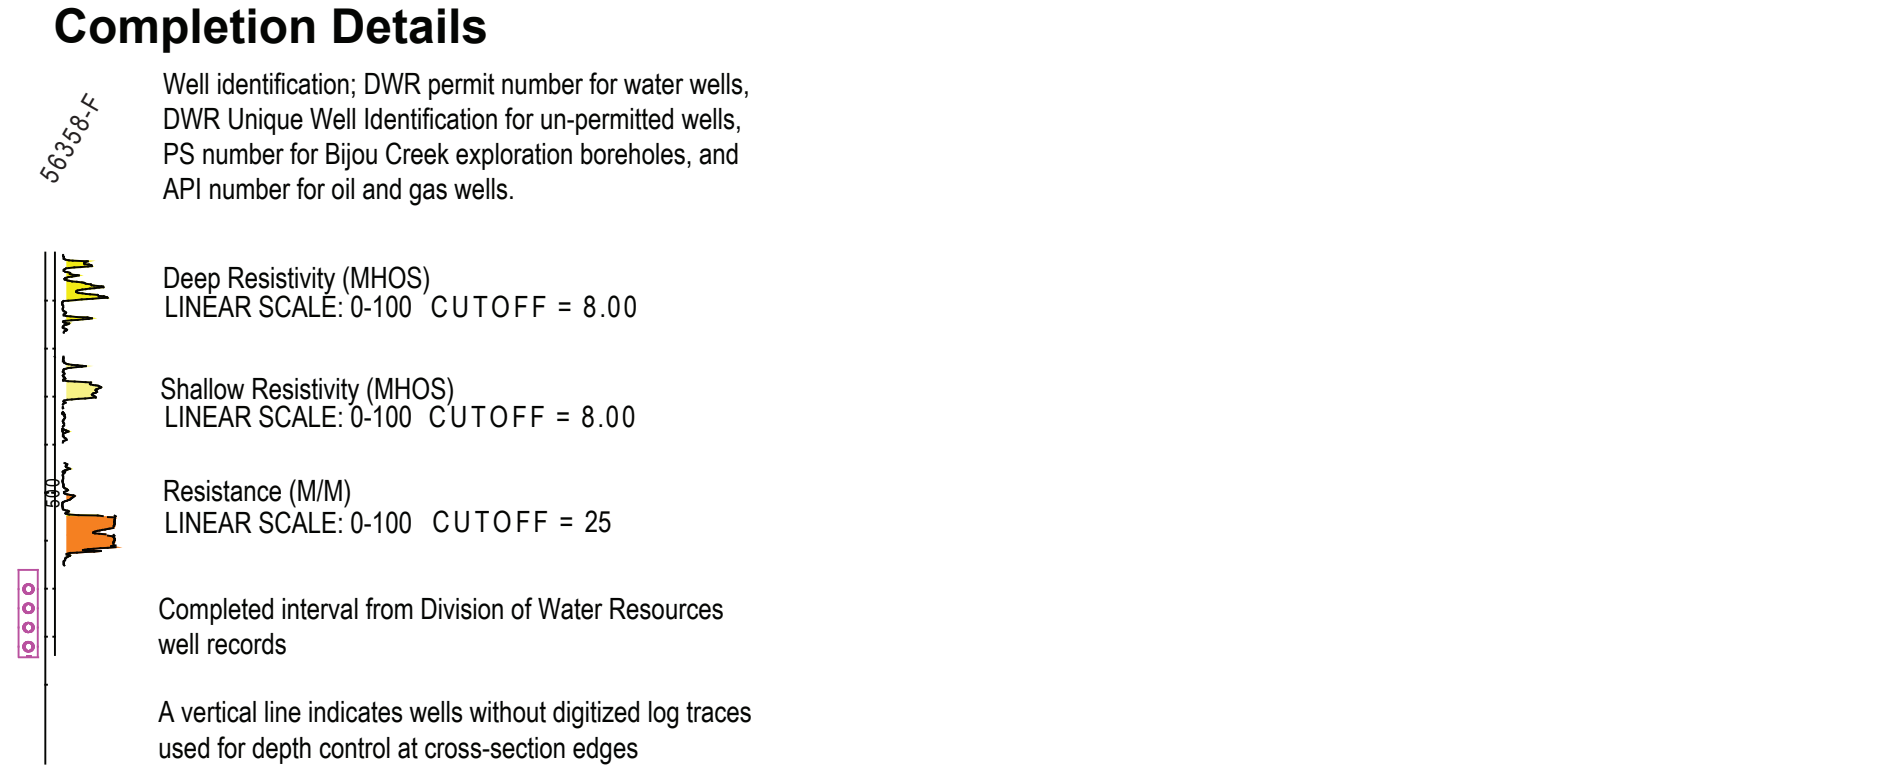 Completion Details
56358-F
Well identification; DWR permit number for water wells,
DWR Unique Well Identification for un-permitted wells,
PS number for Bijou Creek exploration boreholes, and
API number for oil and gas wells.
Deep Resistivity (MHOS)
LINEAR SCALE: 0-100 CUTOFF = 8.00
Shallow Resistivity (MHOS)
LINEAR SCALE: 0-100 CUTOFF = 8.00
500
Resistance (M/M)
LINEAR SCALE: 0-100 CUTOFF = 25
Completed interval from Division of Water Resources
well records
A vertical line indicates wells without digitized log traces
used for depth control at cross-section edges